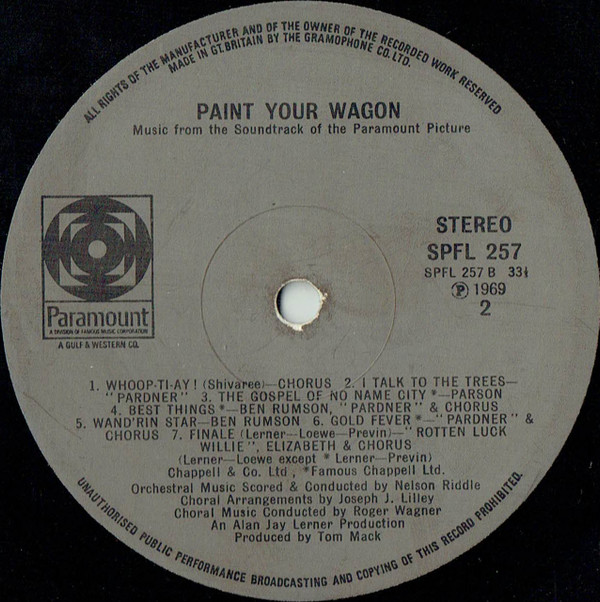 ALL RIGHTS OF THE MANUFACTURER AND OF THE OWNER OF THE RECORDED WORK RESERVED
MADE IN GT. BRITAIN BY THE GRAMOPHONE CO. LTD.
PAINT YOUR WAGON
Music from the Soundtrack of the Paramount Picture
Paramount
A DIVISION OF FAMOUS MUSIC CORPORATION
A GULF & WESTERN CO.
STEREO
SPFL 257
SPFL 257 B 33⅓
℗ 1969
2
1. WHOOP-TI-AY! (Shivaree)—CHORUS 2. I TALK TO THE TREES—
"PARDNER" 3. THE GOSPEL OF NO NAME CITY *—PARSON
4. BEST THINGS *—BEN RUMSON, "PARDNER" & CHORUS
5. WAND'RIN STAR—BEN RUMSON 6. GOLD FEVER *—"PARDNER" &
CHORUS 7. FINALE (Lerner—Loewe—Previn)—"ROTTEN LUCK
WILLIE", ELIZABETH & CHORUS
(Lerner—Loewe except * Lerner—Previn)
Chappell & Co. Ltd , *Famous Chappell Ltd.
Orchestral Music Scored & Conducted by Nelson Riddle
Choral Arrangements by Joseph J. Lilley
Choral Music Conducted by Roger Wagner
An Alan Jay Lerner Production
Produced by Tom Mack
UNAUTHORISED PUBLIC PERFORMANCE BROADCASTING AND COPYING OF THIS RECORD PROHIBITED.